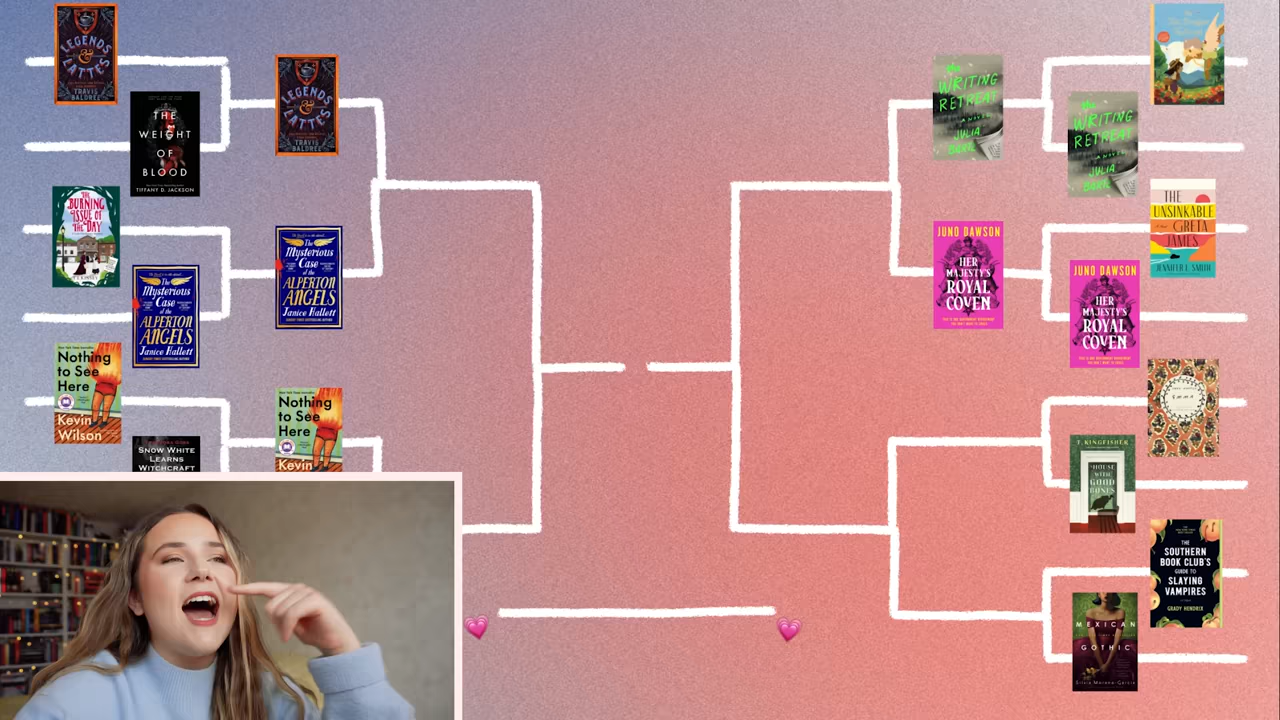 LEGENDS
&
LATTES
TRAVIS
BALDREE
THE
WEIGHT
OF
BLOOD
TIFFANY D. JACKSON
LEGENDS
&
LATTES
TRAVIS
BALDREE
THE
BURNING
ISSUE OF
THE DAY
The
Mysterious
Case
of the
ALPERTON
ANGELS
Janice Hallett
The
Mysterious
Case
of the
ALPERTON
ANGELS
Janice Hallett
Nothing
to See
Here
Kevin
Wilson
SNOW WHITE
LEARNS
WITCHCRAFT
Nothing
to See
Here
Kevin
the
WRITING
RETREAT
A NOVEL
JULIA
BARTZ
the
WRITING
RETREAT
A NOVEL
JULIA
BARTZ
JUNO DAWSON
HER
MAJESTY'S
ROYAL
COVEN
THE
UNSINKABLE
GRETA
JAMES
JENNIFER E. SMITH
JUNO DAWSON
HER
MAJESTY'S
ROYAL
COVEN
EMMA
T. KINGFISHER
A HOUSE
WITH
GOOD
BONES
THE
SOUTHERN
BOOK CLUB'S
GUIDE TO
SLAYING
VAMPIRES
GRADY HENDRIX
MEXICAN
GOTHIC
Silvia Moreno-Garcia